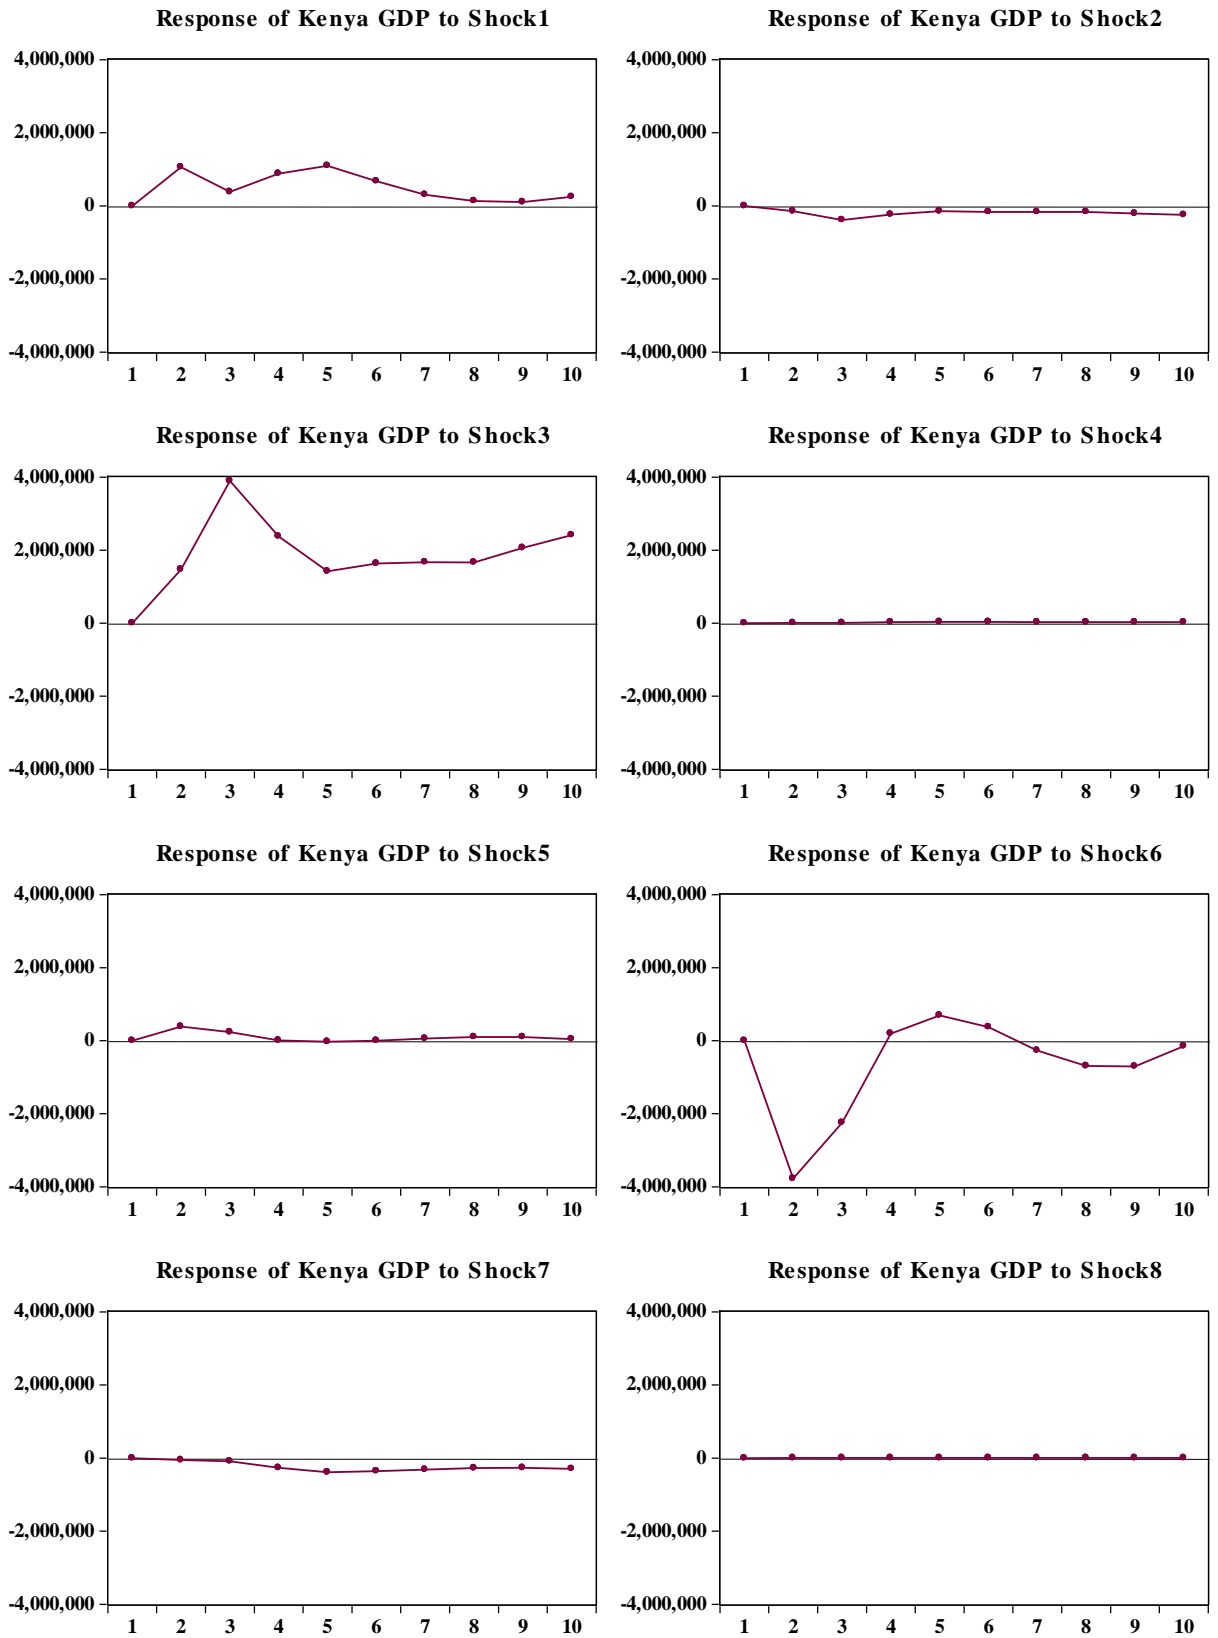 Response of Kenya GDP to Shock1
4,000,000
2,000,000
0
-2,000,000
-4,000,000
1 2 3 4 5 6 7 8 9 10
Response of Kenya GDP to Shock2
4,000,000
2,000,000
0
-2,000,000
-4,000,000
1 2 3 4 5 6 7 8 9 10
Response of Kenya GDP to Shock3
4,000,000
2,000,000
0
-2,000,000
-4,000,000
1 2 3 4 5 6 7 8 9 10
Response of Kenya GDP to Shock4
4,000,000
2,000,000
0
-2,000,000
-4,000,000
1 2 3 4 5 6 7 8 9 10
Response of Kenya GDP to Shock5
4,000,000
2,000,000
0
-2,000,000
-4,000,000
1 2 3 4 5 6 7 8 9 10
Response of Kenya GDP to Shock6
4,000,000
2,000,000
0
-2,000,000
-4,000,000
1 2 3 4 5 6 7 8 9 10
Response of Kenya GDP to Shock7
4,000,000
2,000,000
0
-2,000,000
-4,000,000
1 2 3 4 5 6 7 8 9 10
Response of Kenya GDP to Shock8
4,000,000
2,000,000
0
-2,000,000
-4,000,000
1 2 3 4 5 6 7 8 9 10